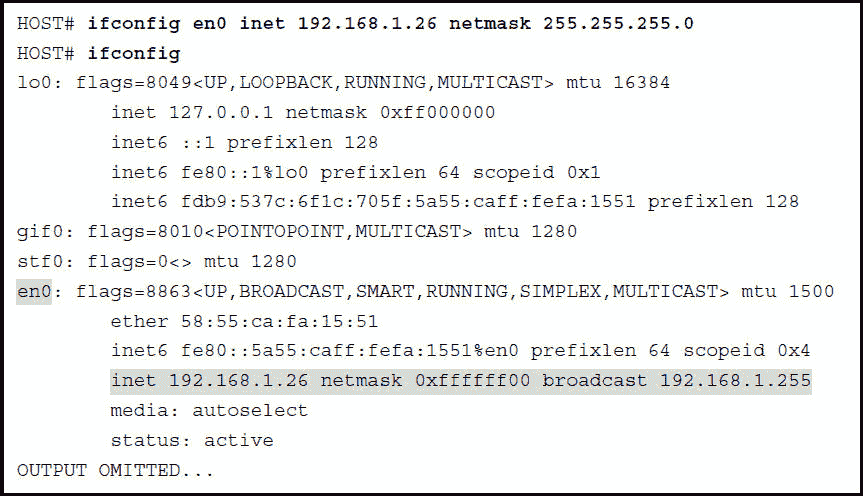 HOST# ifconfig en0 inet 192.168.1.26 netmask 255.255.255.0
HOST# ifconfig
lo0: flags=8049<UP,LOOPBACK,RUNNING,MULTICAST> mtu 16384
inet 127.0.0.1 netmask 0xff000000
inet6 ::1 prefixlen 128
inet6 fe80::1%lo0 prefixlen 64 scopeid 0x1
inet6 fdb9:537c:6f1c:705f:5a55:caff:fefa:1551 prefixlen 128
gif0: flags=8010<POINTOPOINT,MULTICAST> mtu 1280
stf0: flags=0<> mtu 1280
en0: flags=8863<UP,BROADCAST,SMART,RUNNING,SIMPLEX,MULTICAST> mtu 1500
ether 58:55:ca:fa:15:51
inet6 fe80::5a55:caff:fefa:1551%en0 prefixlen 64 scopeid 0x4
inet 192.168.1.26 netmask 0xffffff00 broadcast 192.168.1.255
media: autoselect
status: active
OUTPUT OMITTED...